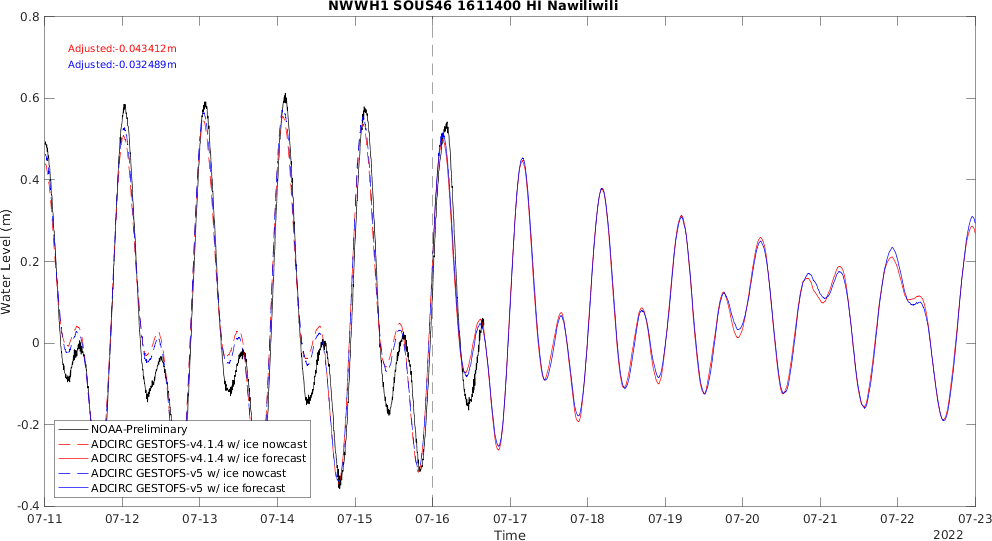 NWWH1 SOUS46 1611400 HI Nawiliwili
Adjusted:-0.043412m
Adjusted:-0.032489m
Water Level (m)
0.8
0.6
0.4
0.2
0
-0.2
-0.4
NOAA-Preliminary
ADCIRC GESTOFS-v4.1.4 w/ ice nowcast
ADCIRC GESTOFS-v4.1.4 w/ ice forecast
ADCIRC GESTOFS-v5 w/ ice nowcast
ADCIRC GESTOFS-v5 w/ ice forecast
07-11 07-12 07-13 07-14 07-15 07-16 07-17 07-18 07-19 07-20 07-21 07-22 07-23
Time
2022